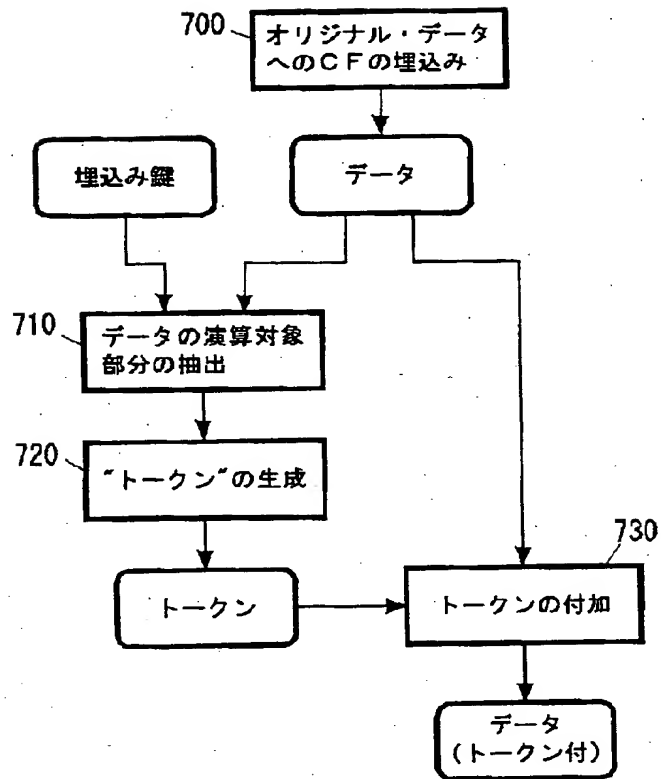 700
オリジナル・データ
へのCFの埋込み
埋込み鍵
データ
710
データの演算対象
部分の抽出
720
“トークン”の生成
730
トークン
トークンの付加
データ
(トークン付)